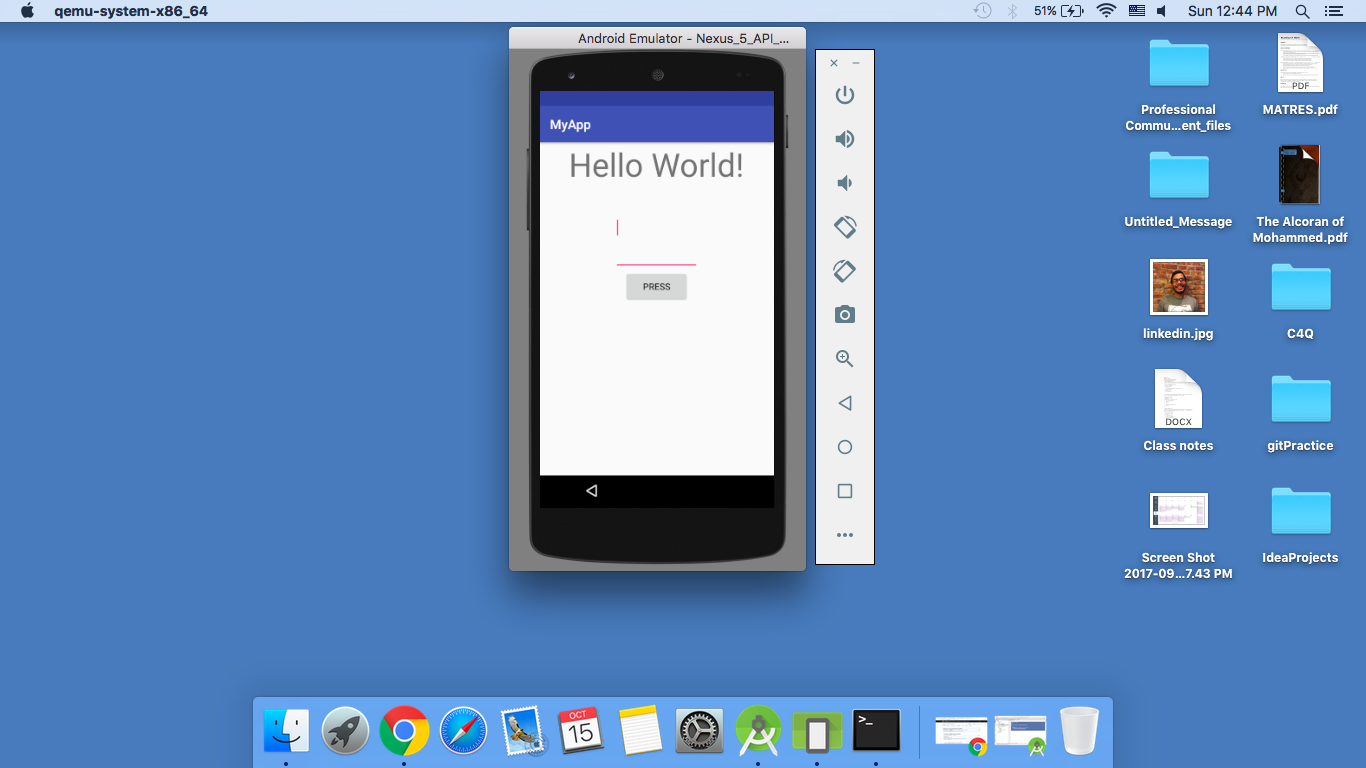 qemu-system-x86_64
51%
Sun 12:44 PM
Android Emulator - Nexus_5_API_...
MyApp
Hello World!
PRESS
Professional
Commu...ent_files
PDF
MATRES.pdf
Untitled_Message
The Alcoran of
Mohammed.pdf
linkedin.jpg
C4Q
DOCX
Class notes
gitPractice
Screen Shot
2017-09...7.43 PM
IdeaProjects
OCT
15
>_